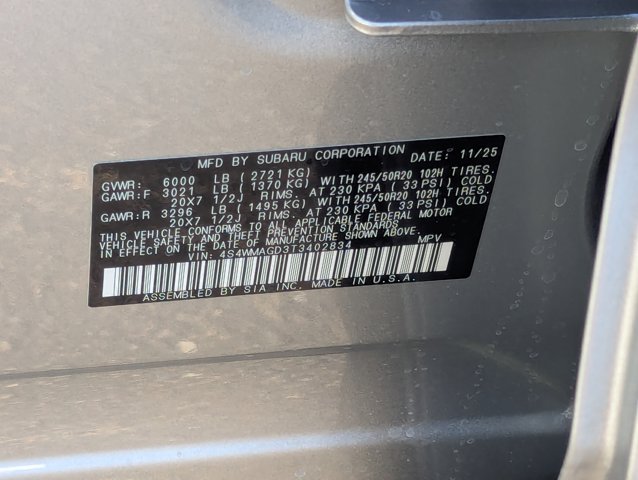 MFD BY SUBARU CORPORATION DATE: 11/25
GVWR: 6000 LB ( 2721 KG)
GAWR:F 3021 LB ( 1370 KG) WITH 245/50R20 102H TIRES.
20X7 1/2J RIMS. AT 230 KPA ( 33 PSI) COLD
GAWR:R 3296 LB ( 1495 KG) WITH 245/50R20 102H TIRES.
20X7 1/2J RIMS. AT 230 KPA ( 33 PSI) COLD
THIS VEHICLE CONFORMS TO ALL APPLICABLE FEDERAL MOTOR
VEHICLE SAFETY AND THEFT PREVENTION STANDARDS
IN EFFECT ON THE DATE OF MANUFACTURE SHOWN ABOVE.
VIN: 4S4WMAGD3T3402834 MPV
ASSEMBLED BY SIA INC. MADE IN U.S.A.